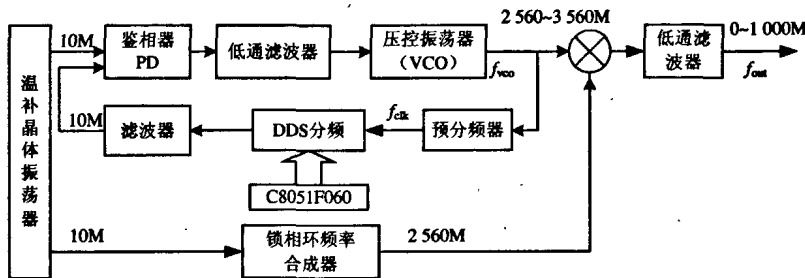 温补晶体振荡器
10M
鉴相器
PD
低通滤波器
压控振荡器
(VCO)
2 560~3 560M
fvco
低通滤
波器
0~1 000M
fout
10M
滤波器
DDS分频
fclk
预分频器
C8051F060
10M
锁相环频率
合成器
2 560M